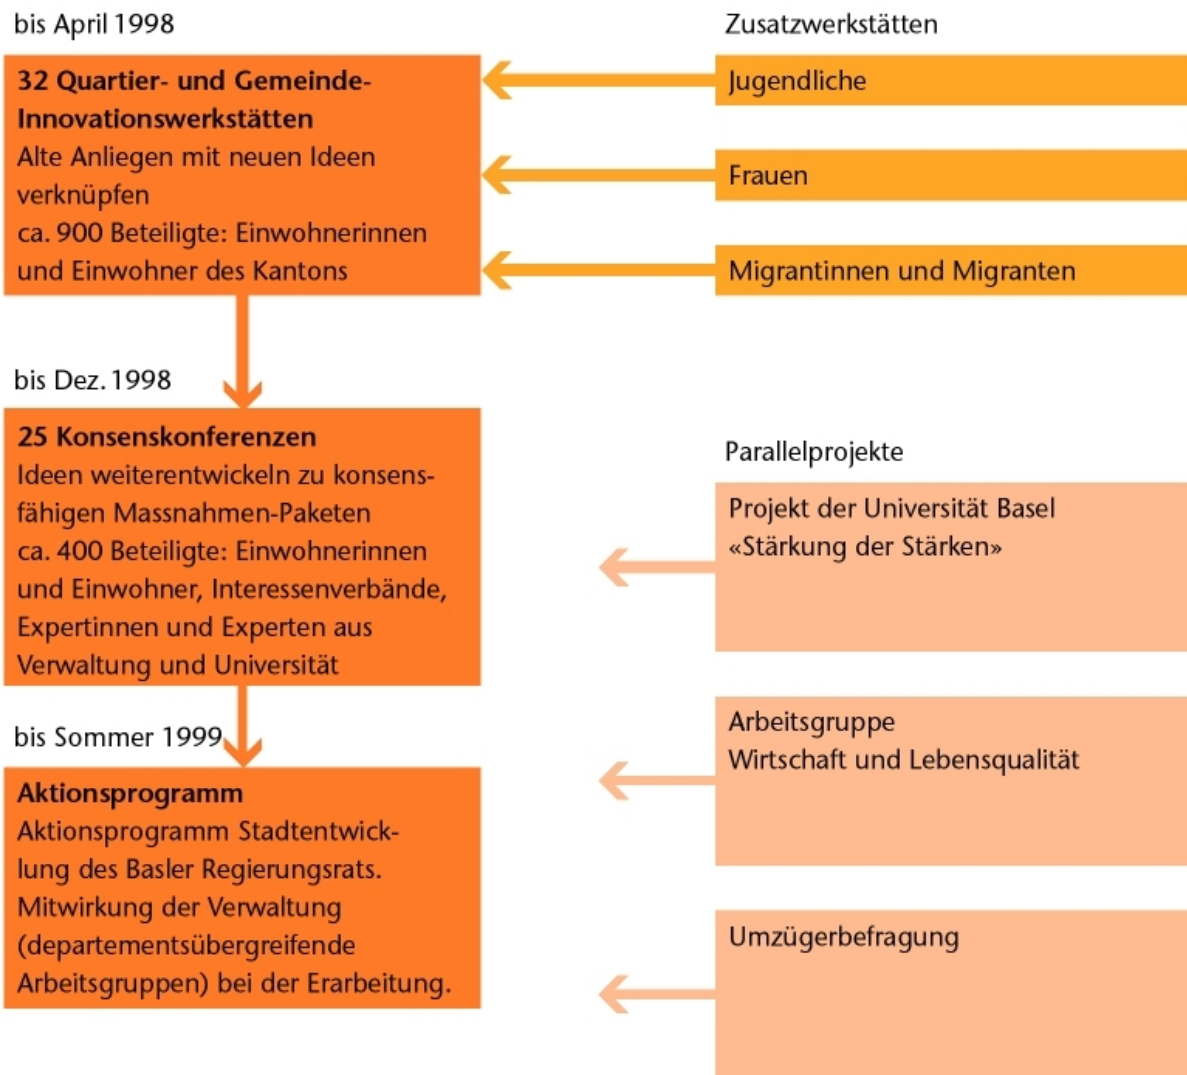 bis April 1998
32 Quartier- und Gemeinde-
Innovationswerkstätten
Alte Anliegen mit neuen Ideen
verknüpfen
ca. 900 Beteiligte: Einwohnerinnen
und Einwohner des Kantons
bis Dez. 1998
25 Konsenskonferenzen
Ideen weiterentwickeln zu konsens-
fähigen Massnahmen-Paketen
ca. 400 Beteiligte: Einwohnerinnen
und Einwohner, Interessenverbände,
Expertinnen und Experten aus
Verwaltung und Universität
bis Sommer 1999
Aktionsprogramm
Aktionsprogramm Stadtentwick-
lung des Basler Regierungsrats.
Mitwirkung der Verwaltung
(departementsübergreifende
Arbeitsgruppen) bei der Erarbeitung.
Zusatzwerkstätten
Jugendliche
Frauen
Migrantinnen und Migranten
Parallelprojekte
Projekt der Universität Basel
«Stärkung der Stärken»
Arbeitsgruppe
Wirtschaft und Lebensqualität
Umzügerbefragung